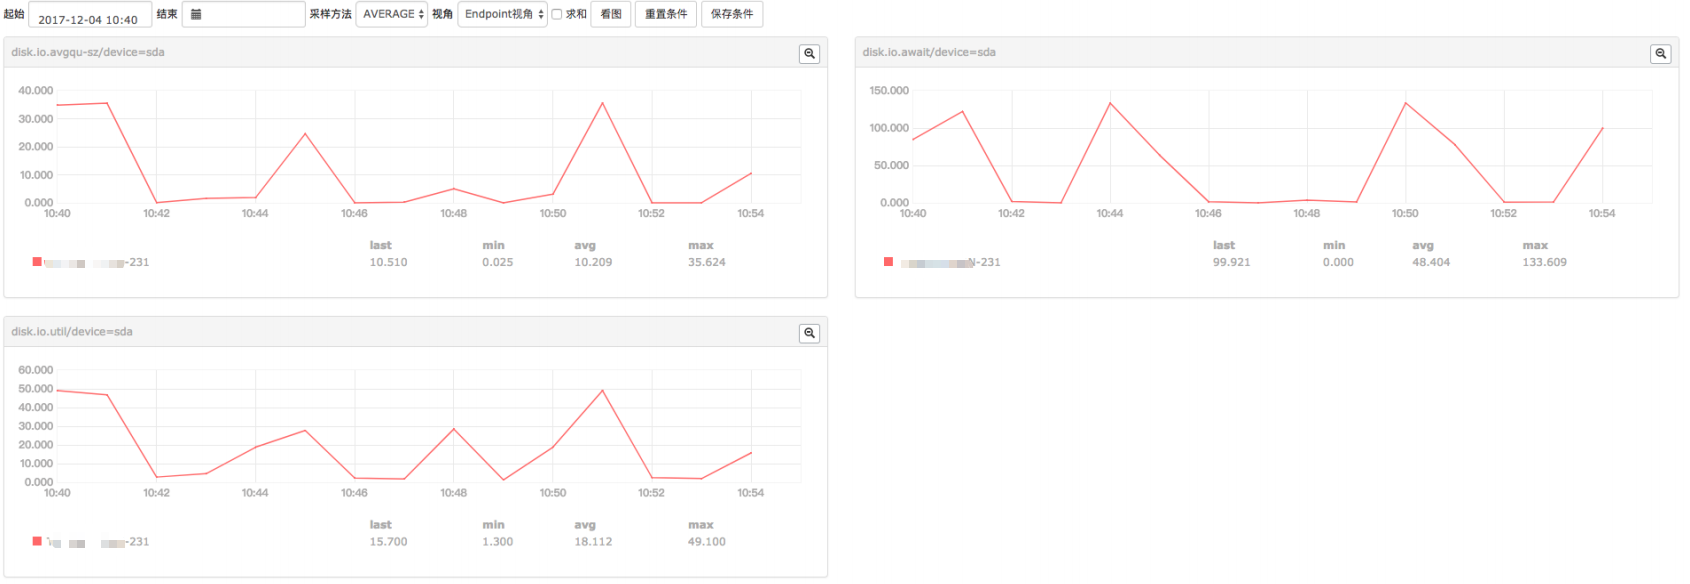 起始 2017-12-04 10:40 结束 采样方法 AVERAGE 视角 Endpoint视角 求和 看图 重置条件 保存条件
disk.io.avgqu-sz/device=sda
40.000
30.000
20.000
10.000
0.000
10:40 10:42 10:44 10:46 10:48 10:50 10:52 10:54
last min avg max
-231 10.510 0.025 10.209 35.624
disk.io.await/device=sda
150.000
100.000
50.000
0.000
10:40 10:42 10:44 10:46 10:48 10:50 10:52 10:54
last min avg max
-231 99.921 0.000 48.404 133.609
disk.io.util/device=sda
60.000
50.000
40.000
30.000
20.000
10.000
0.000
10:40 10:42 10:44 10:46 10:48 10:50 10:52 10:54
last min avg max
-231 15.700 1.300 18.112 49.100